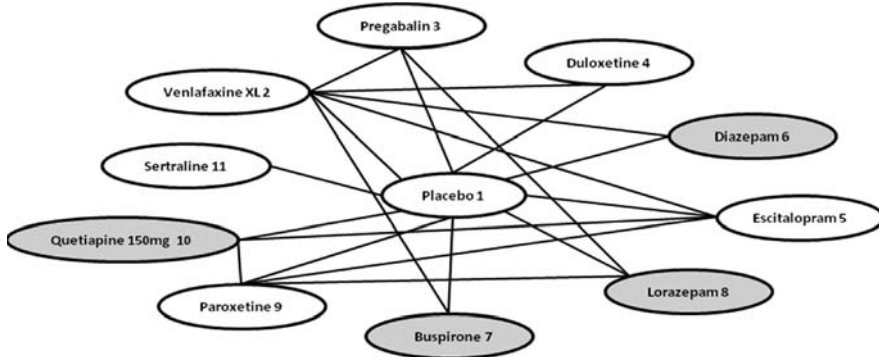 Pregabalin 3
Duloxetine 4
Venlafaxine XL 2
Diazepam 6
Sertraline 11
Placebo 1
Escitalopram 5
Quetiapine 150mg 10
Lorazepam 8
Paroxetine 9
Buspirone 7